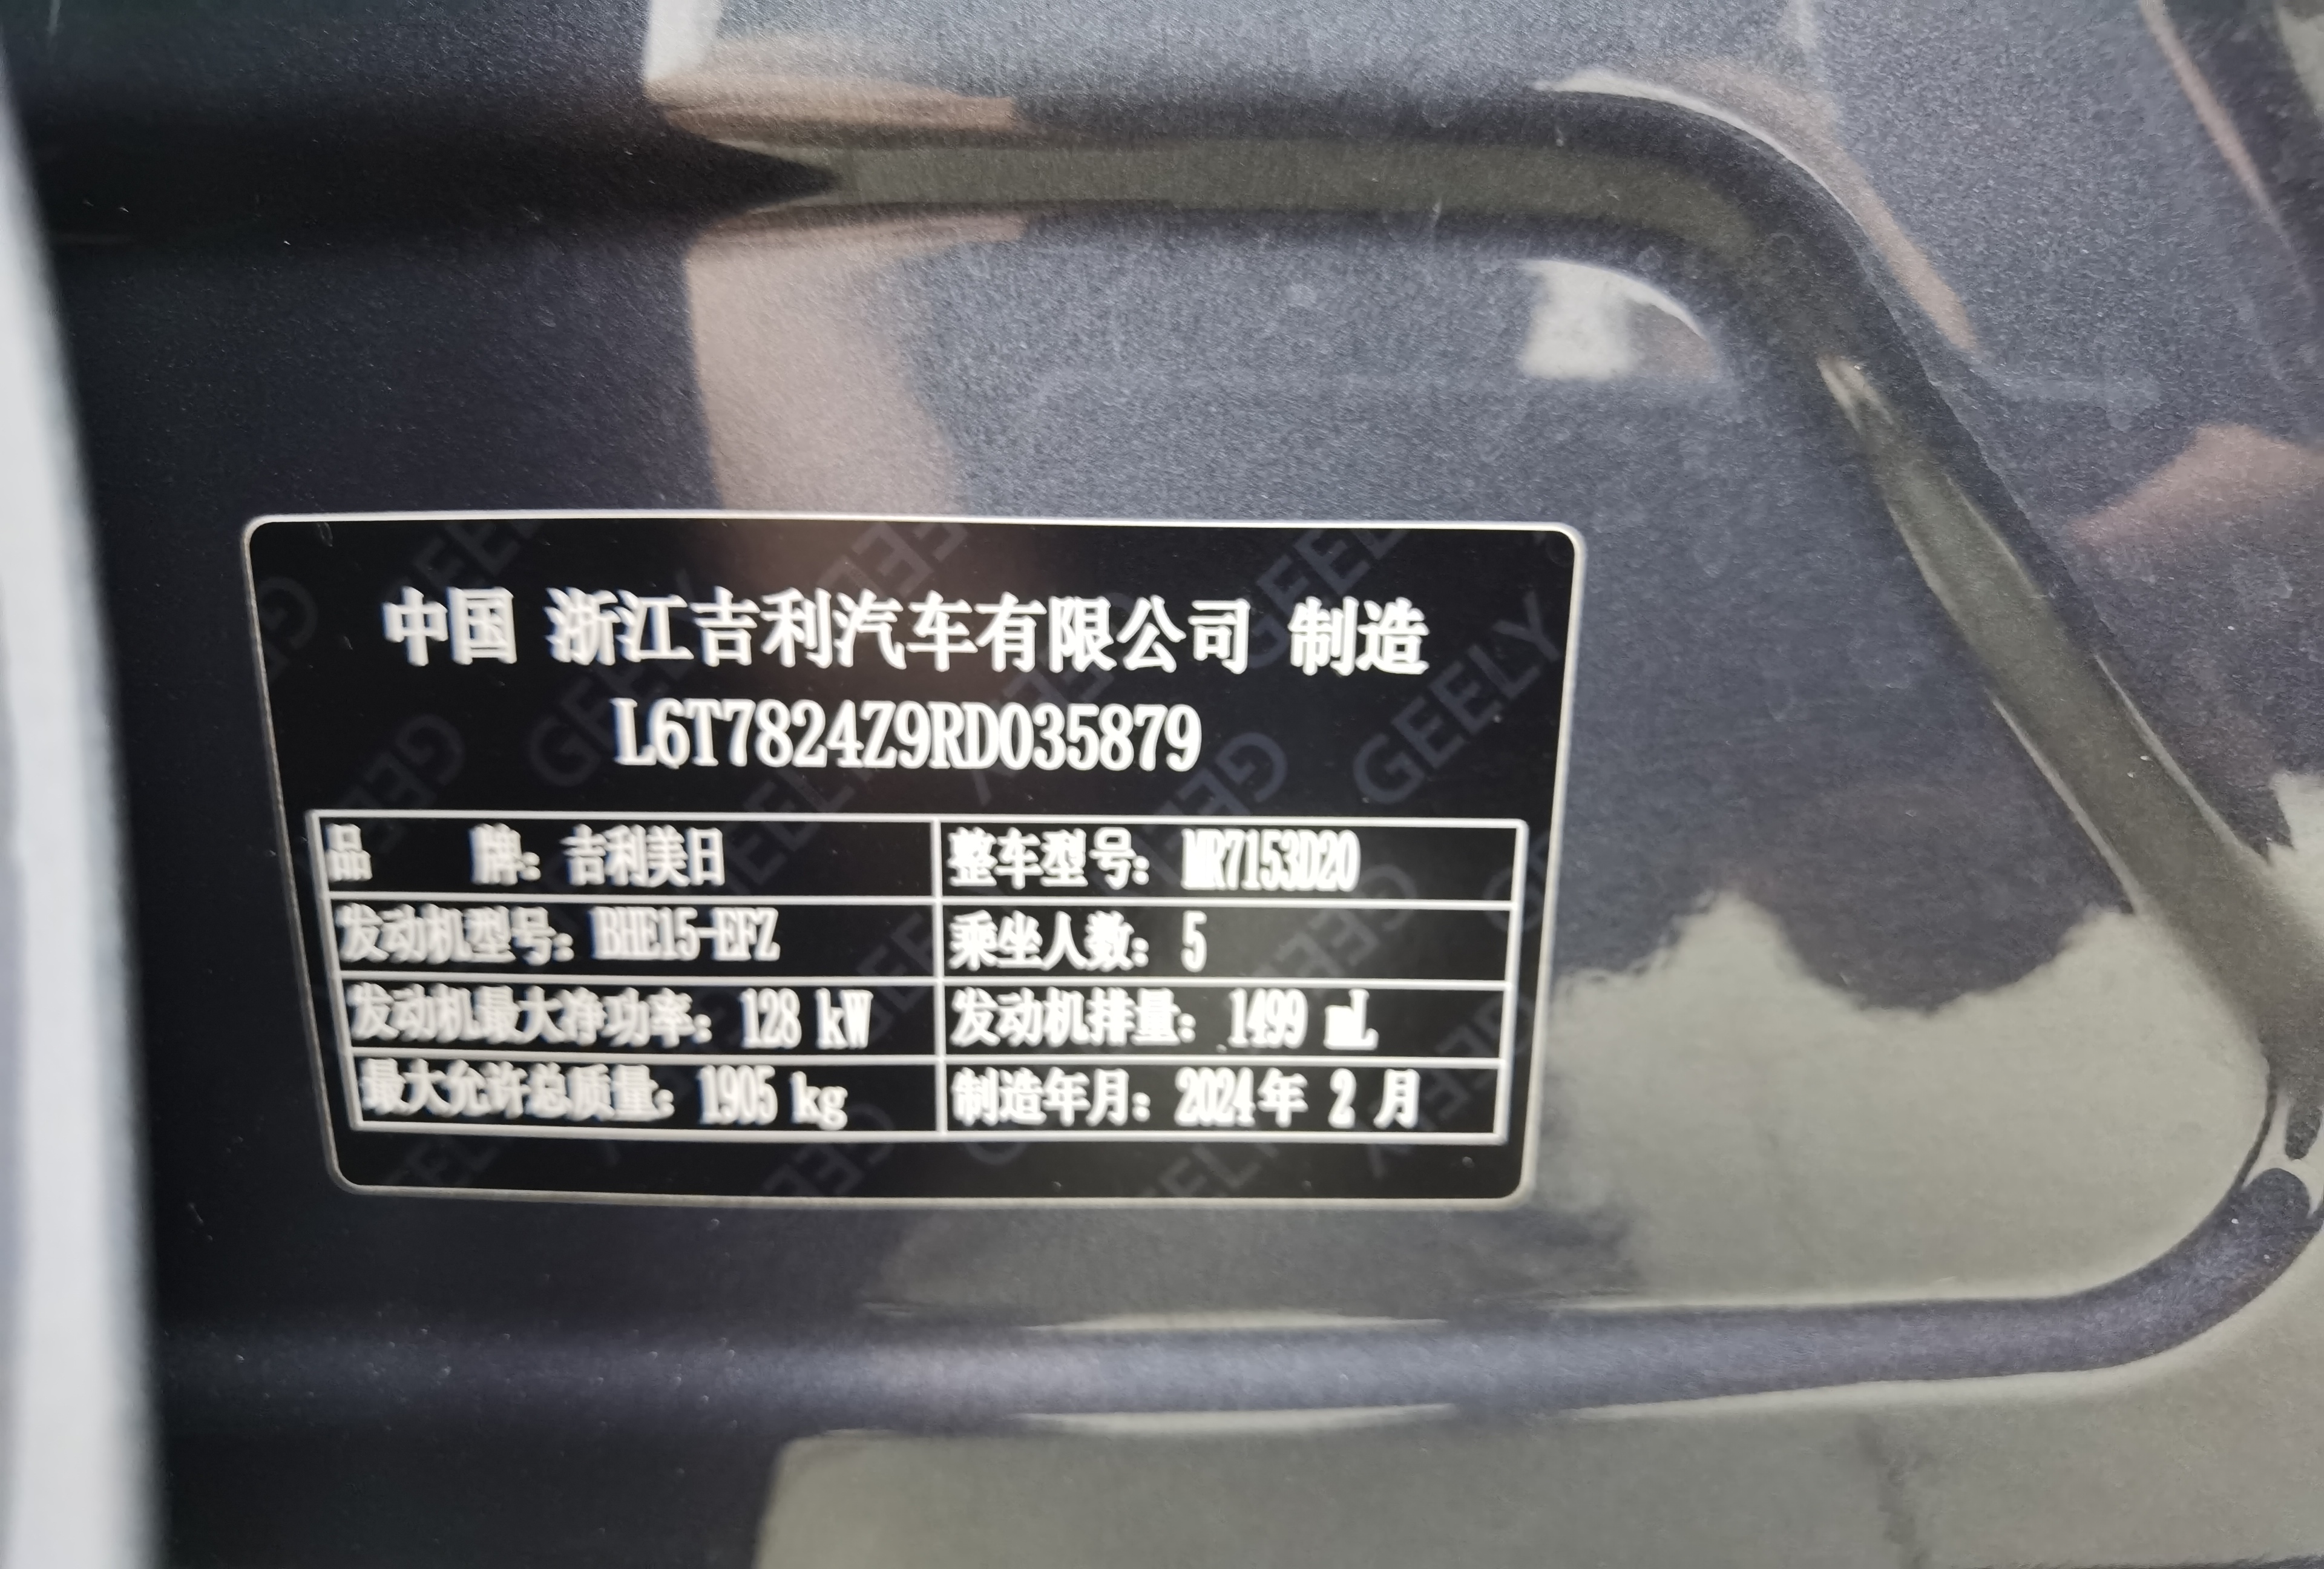 中国 浙江吉利汽车有限公司 制造
L6T7824Z9RD035879
品 牌： 吉利美日 整车型号： MR7153D20
发动机型号： BHE15-EFZ 乘坐人数： 5
发动机最大净功率： 128 kW 发动机排量： 1499 mL
最大允许总质量： 1905 kg 制造年月： 2024年 2 月
GEELY